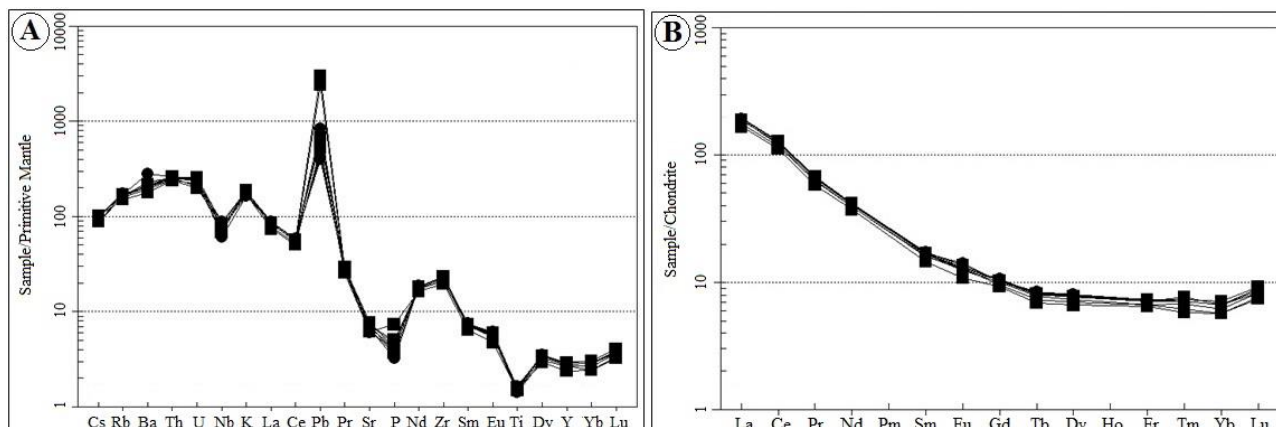 A
Sample/Primitive Mantle
10000
1000
100
10
1
Cs Rb Ba Th U Nb K La Ce Pb Pr Sr P Nd Zr Sm Eu Ti Dy Y Yb Lu
B
Sample/Chondrite
1000
100
10
1
La Ce Pr Nd Pm Sm Eu Gd Tb Dy Ho Er Tm Yb Lu